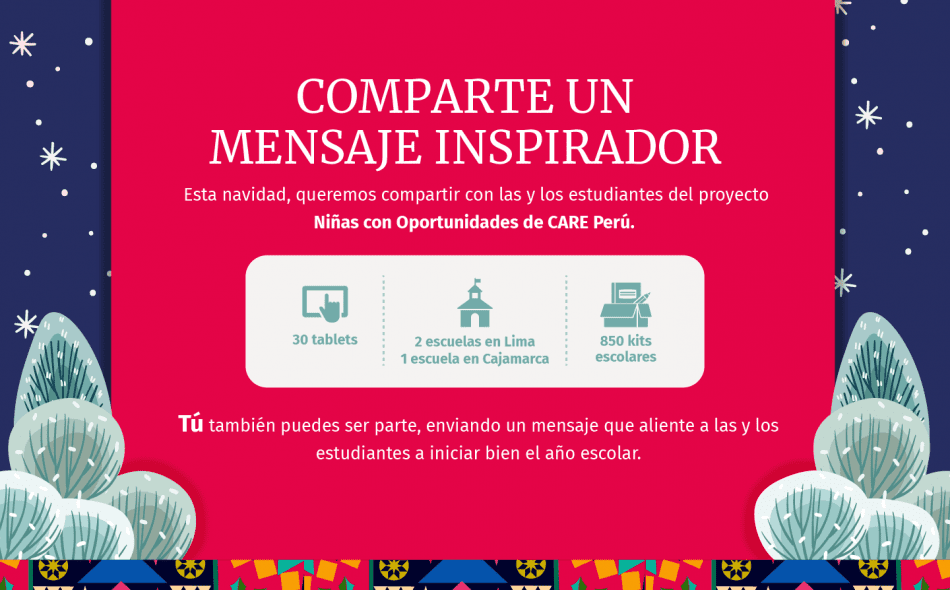 COMPARTE UN
MENSAJE INSPIRADOR
Esta navidad, queremos compartir con las y los estudiantes del proyecto
Niñas con Oportunidades de CARE Perú.
30 tablets
2 escuelas en Lima
1 escuela en Cajamarca
850 kits
escolares
Tú también puedes ser parte, enviando un mensaje que aliente a las y los
estudiantes a iniciar bien el año escolar.